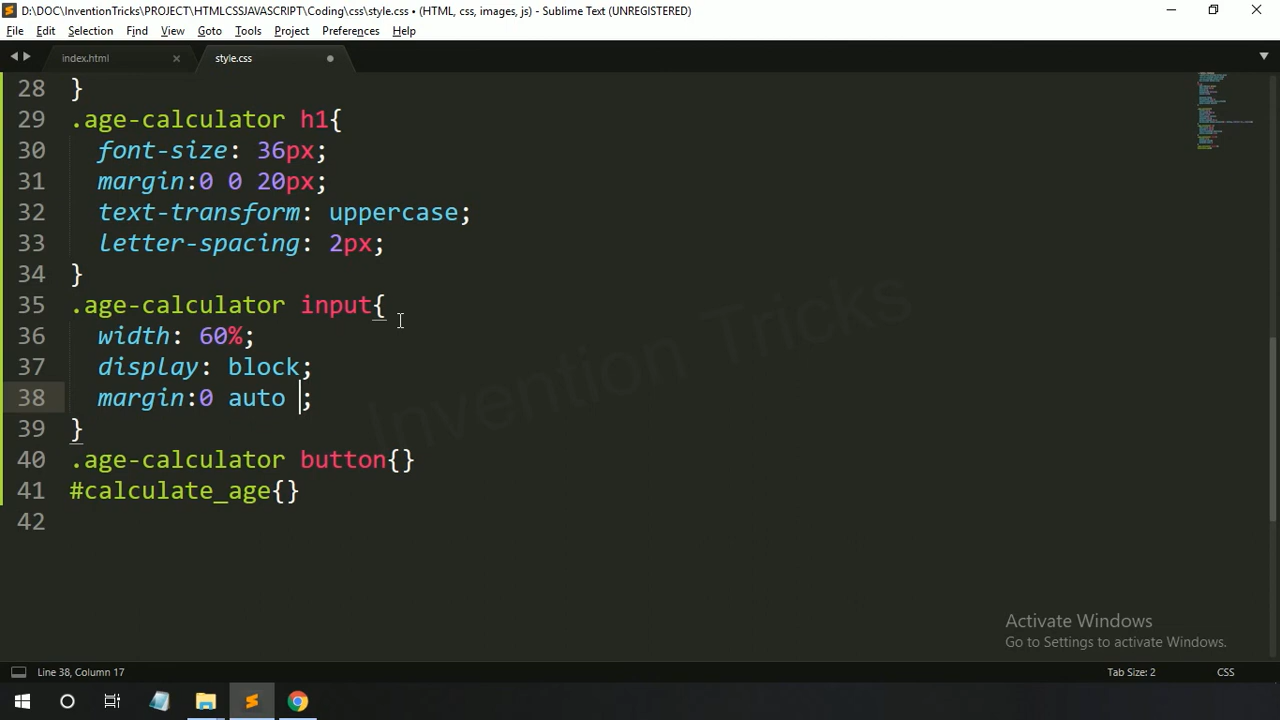 D:\DOC\InventionTricks\PROJECT\HTMLCSSJAVASCRIPT\Coding\css\style.css • (HTML, css, images, js) - Sublime Text (UNREGISTERED)
File Edit Selection Find View Goto Tools Project Preferences Help
index.html style.css
28 }
29 .age-calculator h1{
30 font-size: 36px;
31 margin:0 0 20px;
32 text-transform: uppercase;
33 letter-spacing: 2px;
34 }
35 .age-calculator input{
36 width: 60%;
37 display: block;
38 margin:0 auto ;
39 }
40 .age-calculator button{}
41 #calculate_age{}
42
Invention Tricks
Activate Windows
Go to Settings to activate Windows.
Line 38, Column 17 Tab Size: 2 CSS